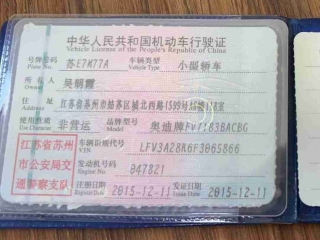 中华人民共和国机动车行驶证
Vehicle License of the People's Republic of China
号牌号码 苏E7M77A 车辆类型 小型轿车
Plate No. Vehicle Type
所有人 吴朝霞
Owner
住址 江苏省苏州市姑苏区城北西路1599号
Address
使用性质 非营运 品牌型号 奥迪牌FV7183BACBG
Use Character Model
江苏省苏州
市公安局交
通警察支队
车辆识别代号 LFV3A28K6F3065866
VIN
发动机号码 047821
Engine No.
注册日期 2015-12-11 发证日期 2015-12-11
Register Date Issue Date